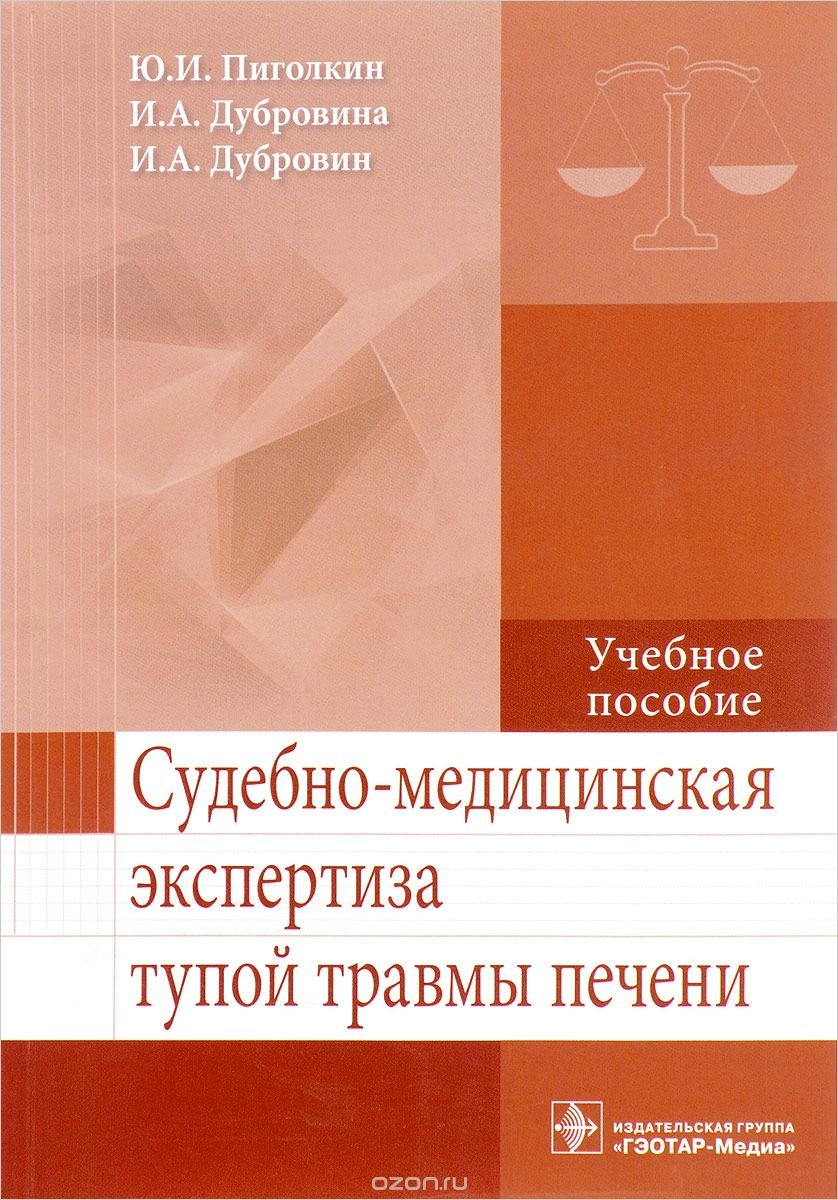 Ю.И. Пиголкин
И.А. Дубровина
И.А. Дубровин
Учебное
пособие
Судебно-медицинская
экспертиза
тупой травмы печени
ИЗДАТЕЛЬСКАЯ ГРУППА
«ГЭОТАР-Медиа»
ozon.ru